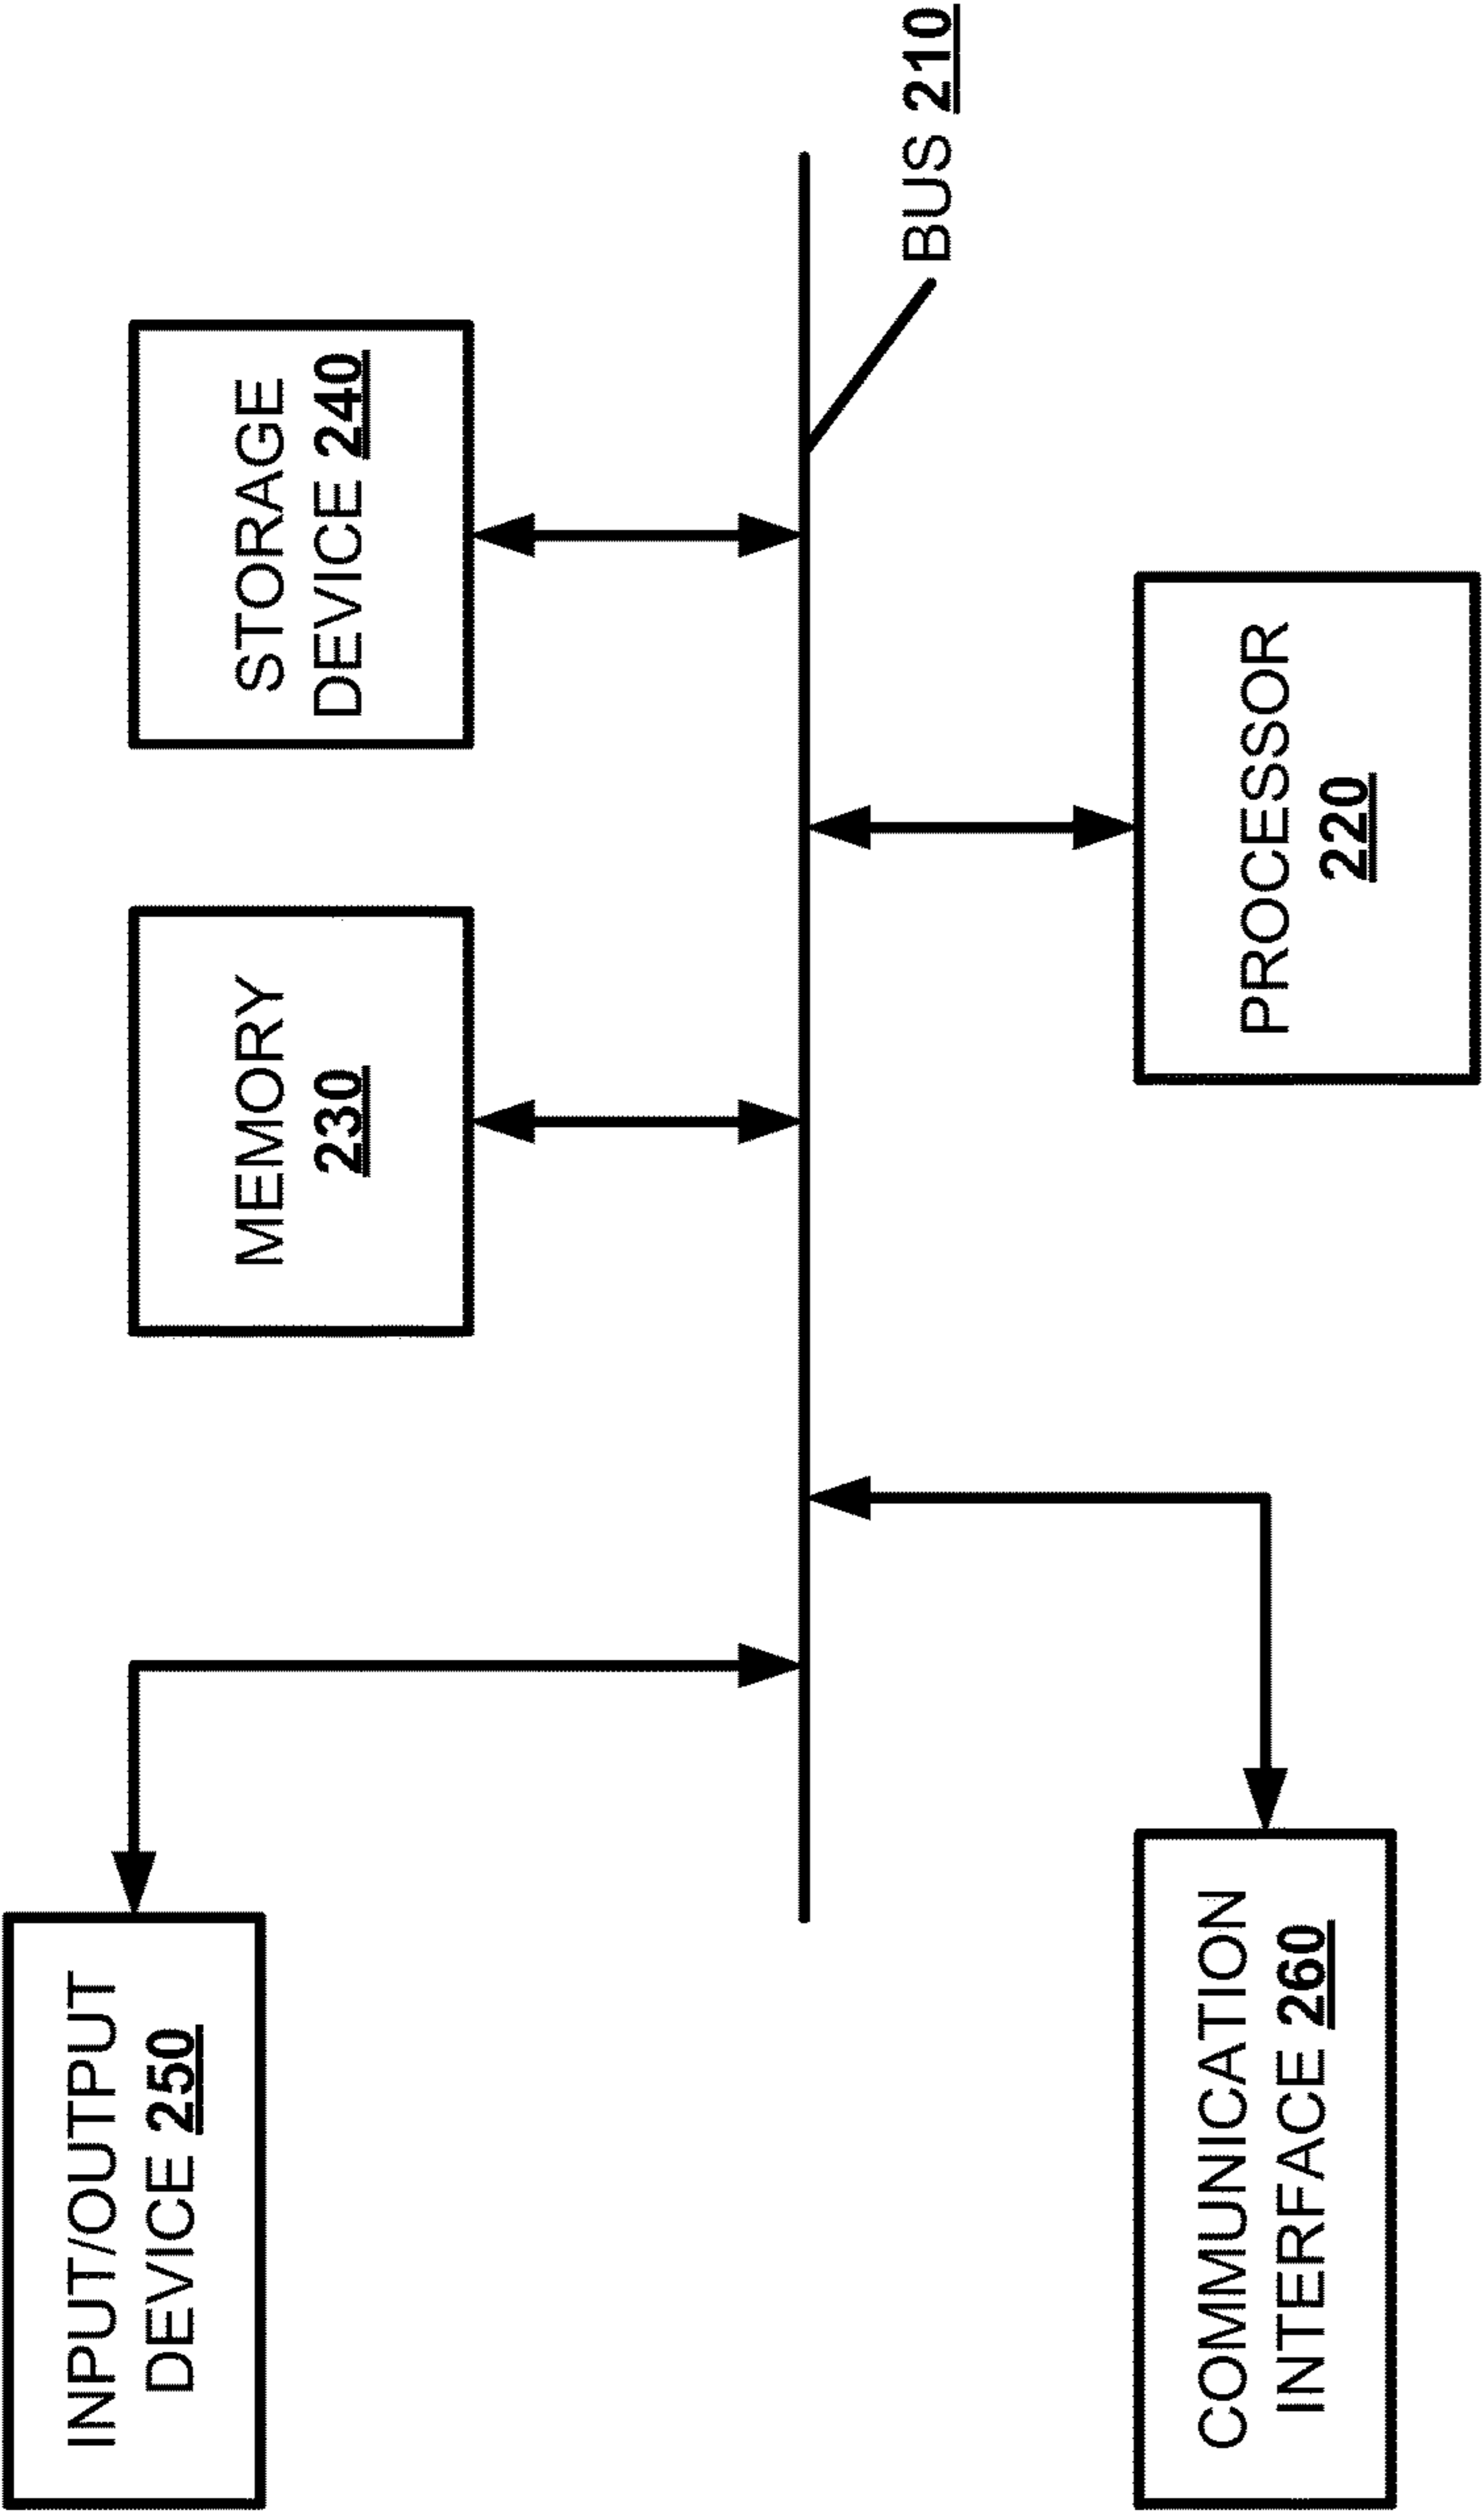 INPUT/OUTPUT
DEVICE 250
MEMORY
230
STORAGE
DEVICE 240
BUS 210
COMMUNICATION
INTERFACE 260
PROCESSOR
220